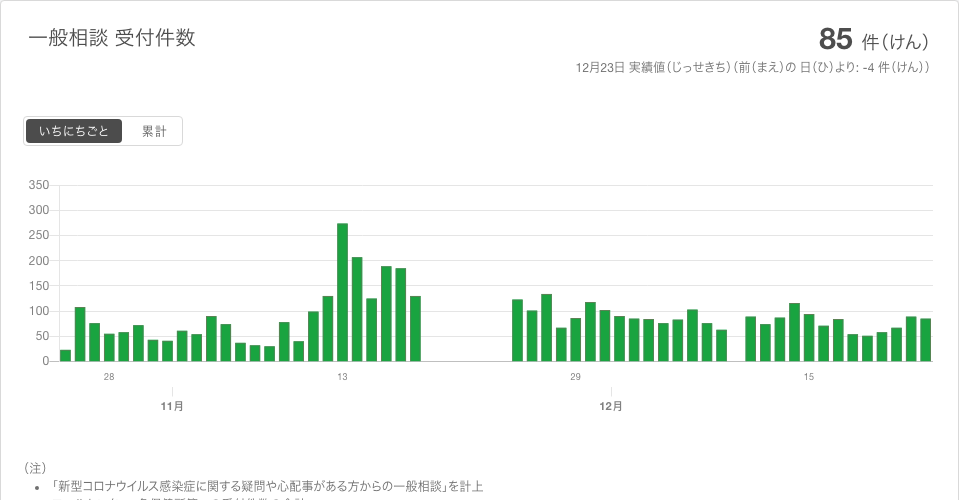 一般相談 受付件数
85 件（けん）
12月23日 実績値（じっせきち）（前（まえ）の 日（ひ）より: -4 件（けん））
いちにちごと 累計
350
300
250
200
150
100
50
0
28 13 29 15
11月 12月
（注）
• 「新型コロナウイルス感染症に関する疑問や心配事がある方からの一般相談」を計上